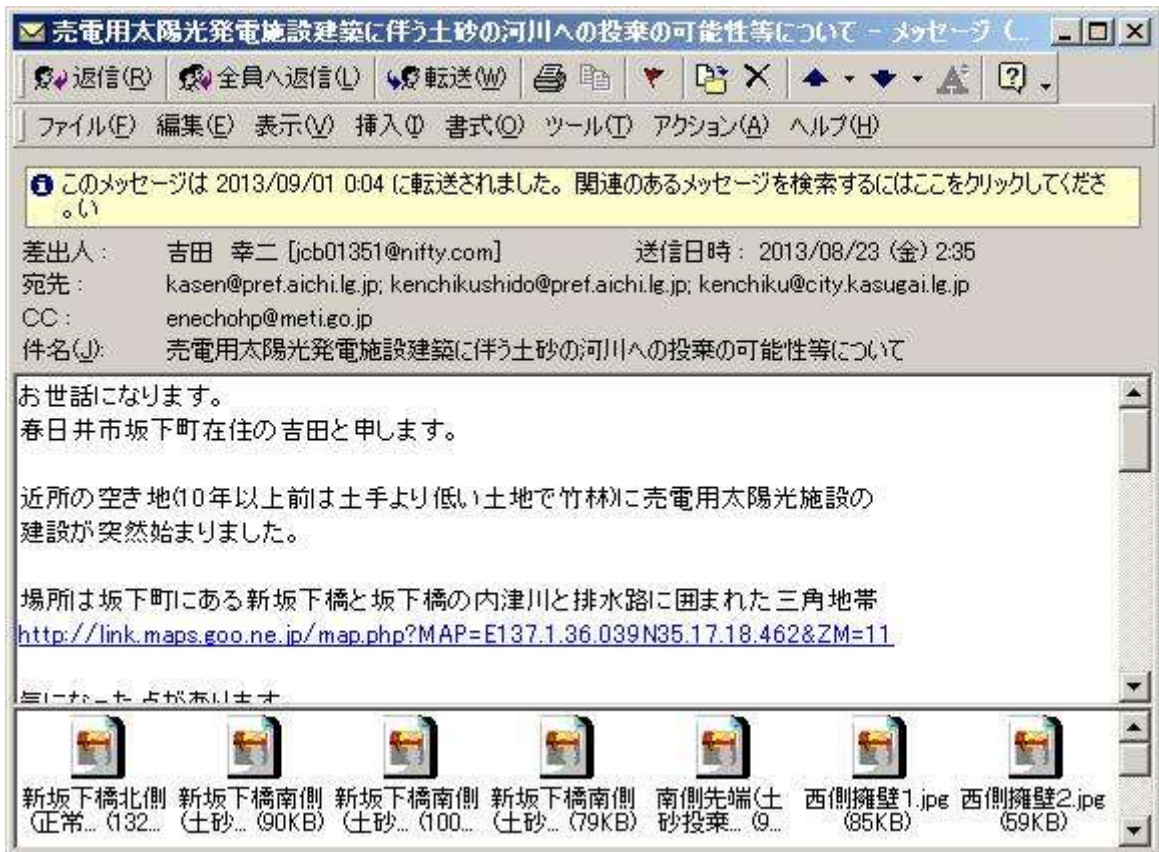 売電用太陽光発電施設建築に伴う土砂の河川への投棄の可能性等について - メッセージ (...
返信(R) 全員へ返信(L) 転送(W)
ファイル(F) 編集(E) 表示(V) 挿入(I) 書式(O) ツール(T) アクション(A) ヘルプ(H)
このメッセージは 2013/09/01 0:04 に転送されました。関連のあるメッセージを検索するにはここをクリックしてくださ
。い
差出人: 吉田 幸二 [jcb01351@nifty.com] 送信日時: 2013/08/23 (金) 2:35
宛先: kasen@pref.aichi.lg.jp; kenchikushido@pref.aichi.lg.jp; kenchiku@city.kasugai.lg.jp
CC: enechohp@meti.go.jp
件名(J): 売電用太陽光発電施設建築に伴う土砂の河川への投棄の可能性等について
お世話になります。
春日井市坂下町在住の吉田と申します。
近所の空き地(10年以上前は土手より低い土地で竹林)に売電用太陽光施設の
建設が突然始まりました。
場所は坂下町にある新坂下橋と坂下橋の内津川と排水路に囲まれた三角地帯
http://link.maps.goo.ne.jp/map.php?MAP=E137.1.36.039N35.17.18.462&ZM=11
気になった点があります。
新坂下橋北側 新坂下橋南側 新坂下橋南側 新坂下橋南側 南側先端(土 西側擁壁1.jpg 西側擁壁2.jpg
(正常... (132... (土砂... (90KB) (土砂... (100... (土砂... (79KB) 砂投棄... (9... (85KB) (59KB)